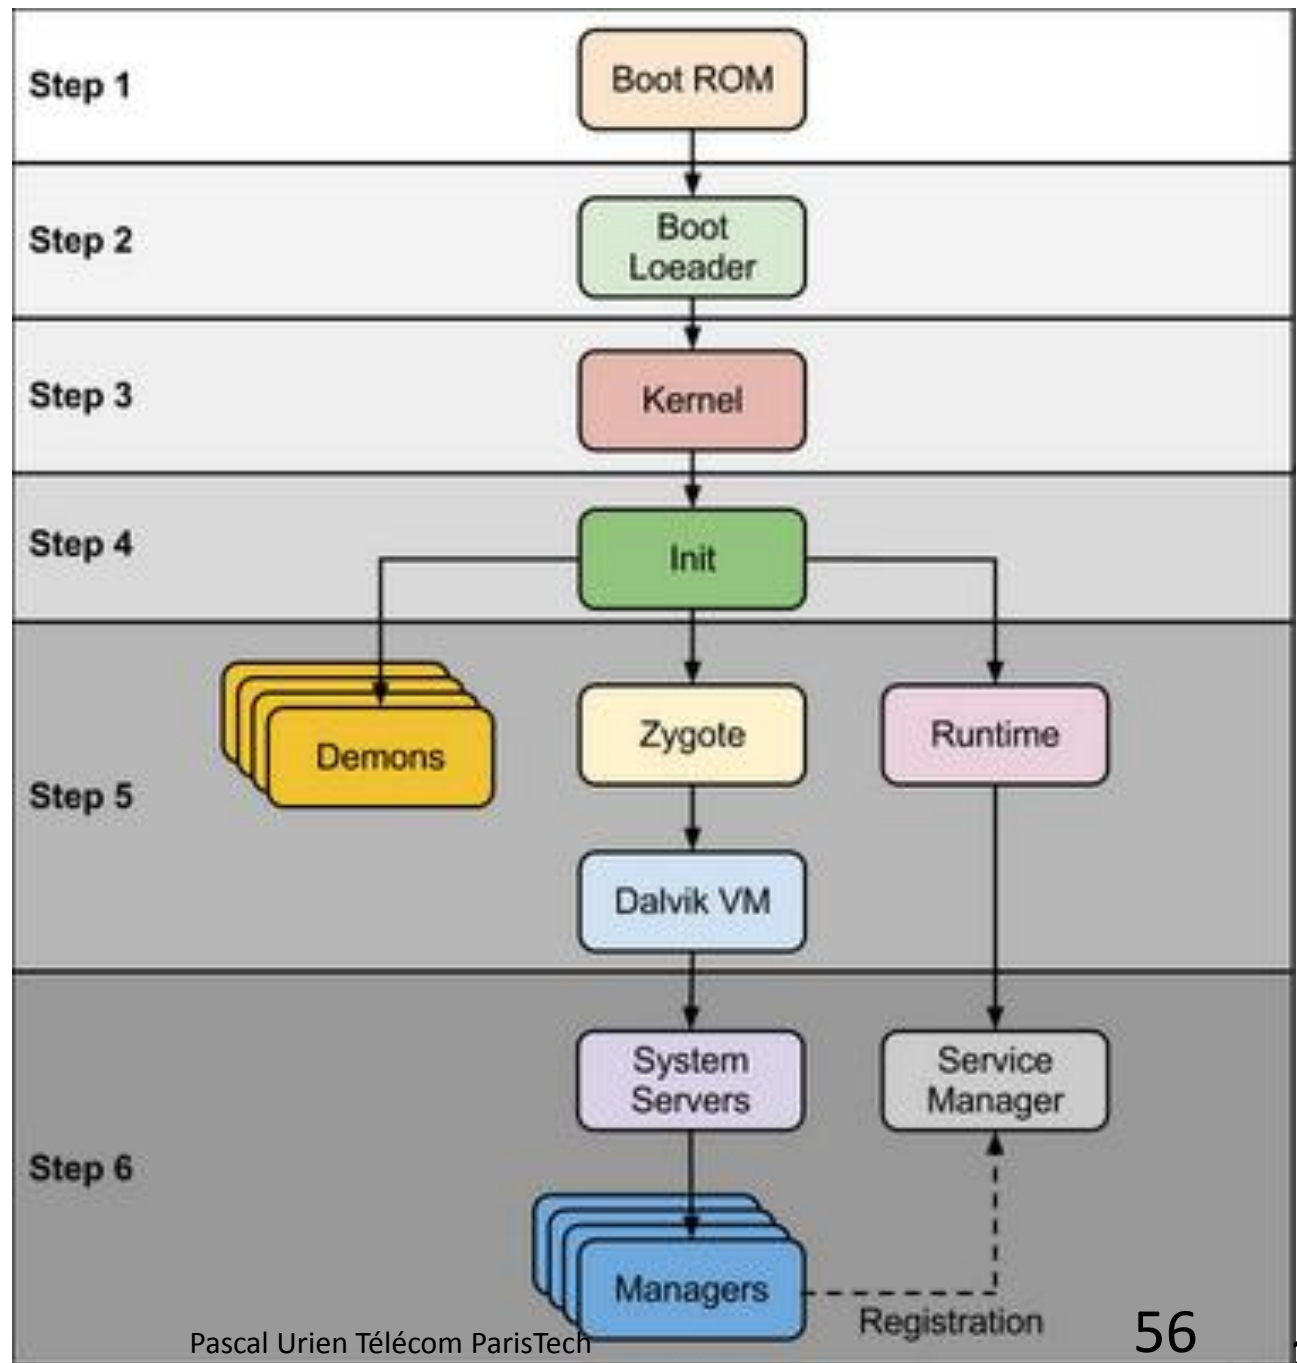 Step 1
Boot ROM
Step 2
Boot
Loeader
Step 3
Kernel
Step 4
Init
Step 5
Demons
Zygote
Runtime
Dalvik VM
Step 6
System
Servers
Service
Manager
Managers
Registration
Pascal Urien Télécom ParisTech
56